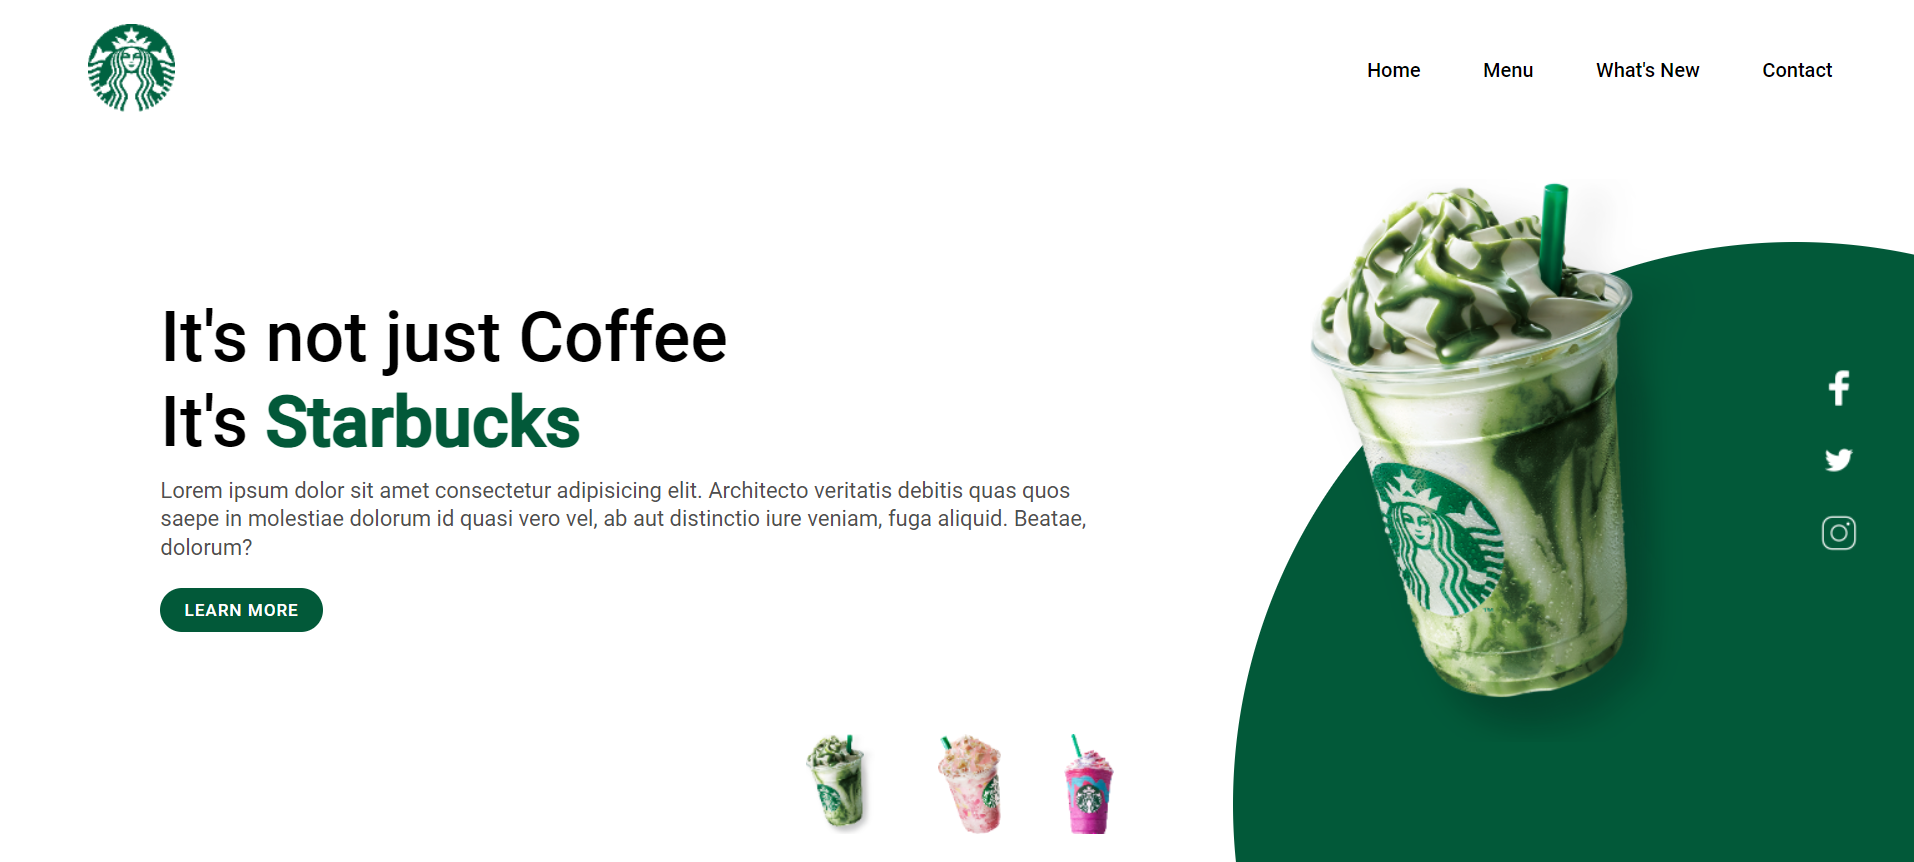 Home
Menu
What's New
Contact
It's not just Coffee
It's Starbucks
Lorem ipsum dolor sit amet consectetur adipisicing elit. Architecto veritatis debitis quas quos
saepe in molestiae dolorum id quasi vero vel, ab aut distinctio iure veniam, fuga aliquid. Beatae,
dolorum?
LEARN MORE